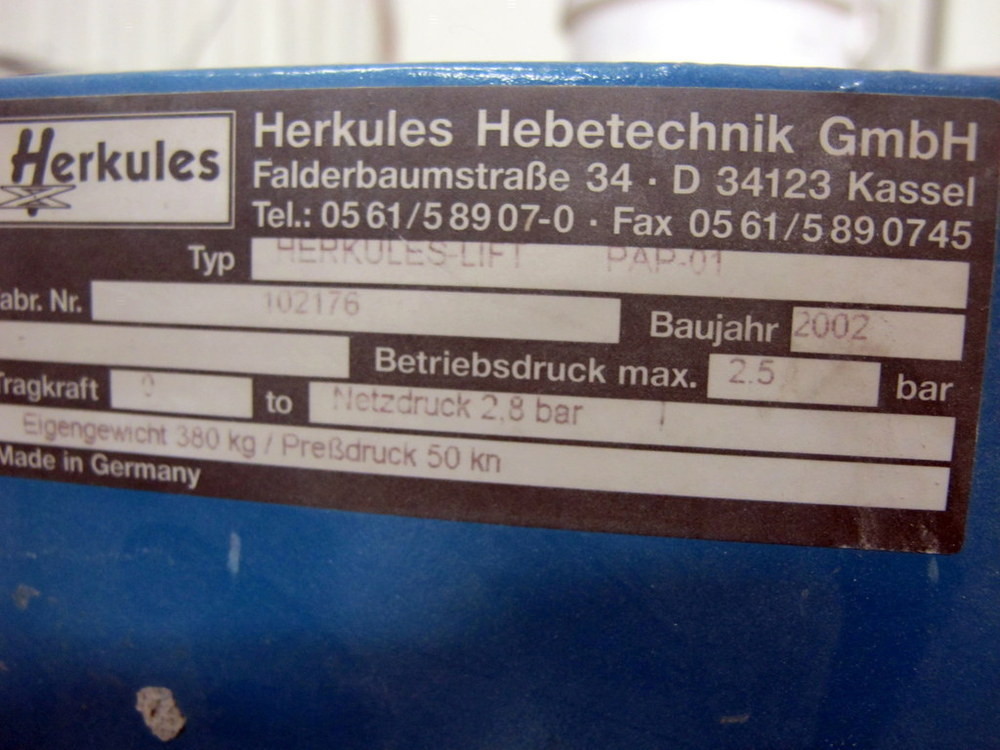 Herkules
Herkules Hebetechnik GmbH
Falderbaumstraße 34 · D 34123 Kassel
Tel.: 05 61/5 89 07-0 · Fax 05 61/5 89 07 45
Typ HERKULES-LIFT PAP-01
abr. Nr. 102176 Baujahr 2002
Betriebsdruck max. 2.5 bar
Tragkraft 0 to Netzdruck 2,8 bar
Eigengewicht 380 kg / Preßdruck 50 kn
Made in Germany